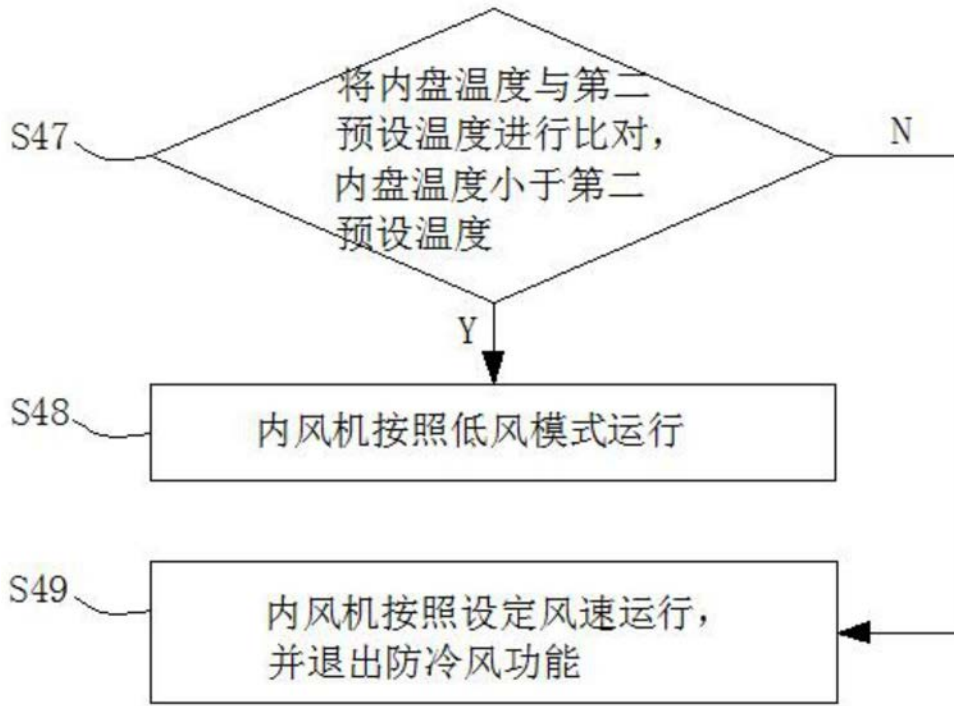 将内盘温度与第二
预设温度进行比对，
内盘温度小于第二
预设温度
S47
N
Y
S48
内风机按照低风模式运行
S49
内风机按照设定风速运行，
并退出防冷风功能